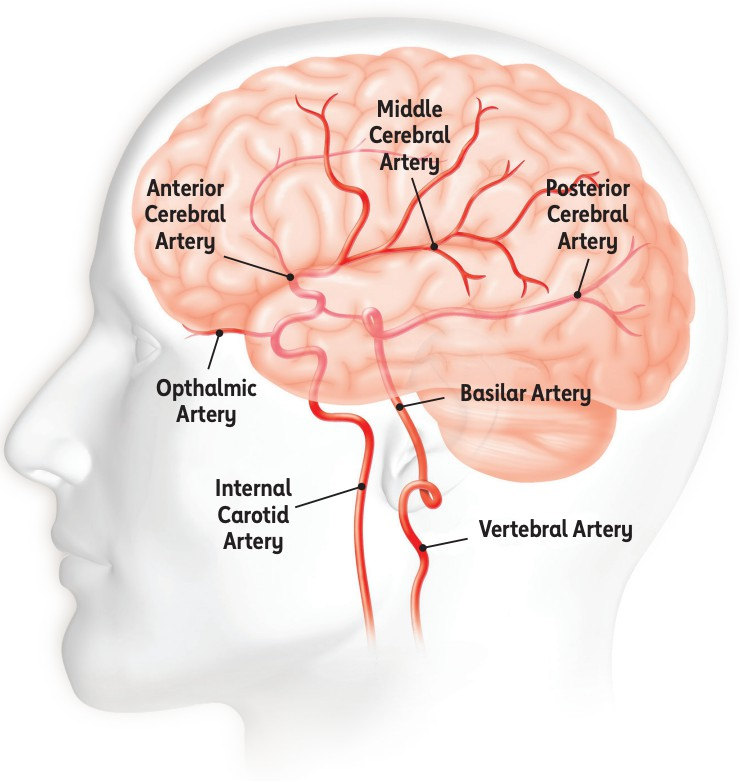 Middle
Cerebral
Artery
Anterior
Cerebral
Artery
Posterior
Cerebral
Artery
Opthalmic
Artery
Basilar Artery
Internal
Carotid
Artery
Vertebral Artery